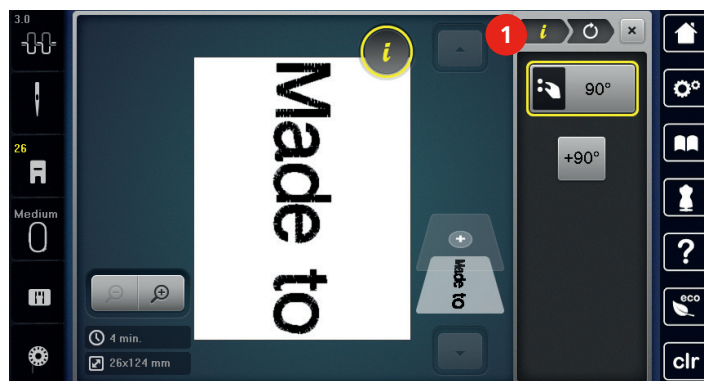 3.0
26
Medium
i
Made to
4 min.
26x124 mm
Made to
1
i
90°
+90°
?
eco
clr